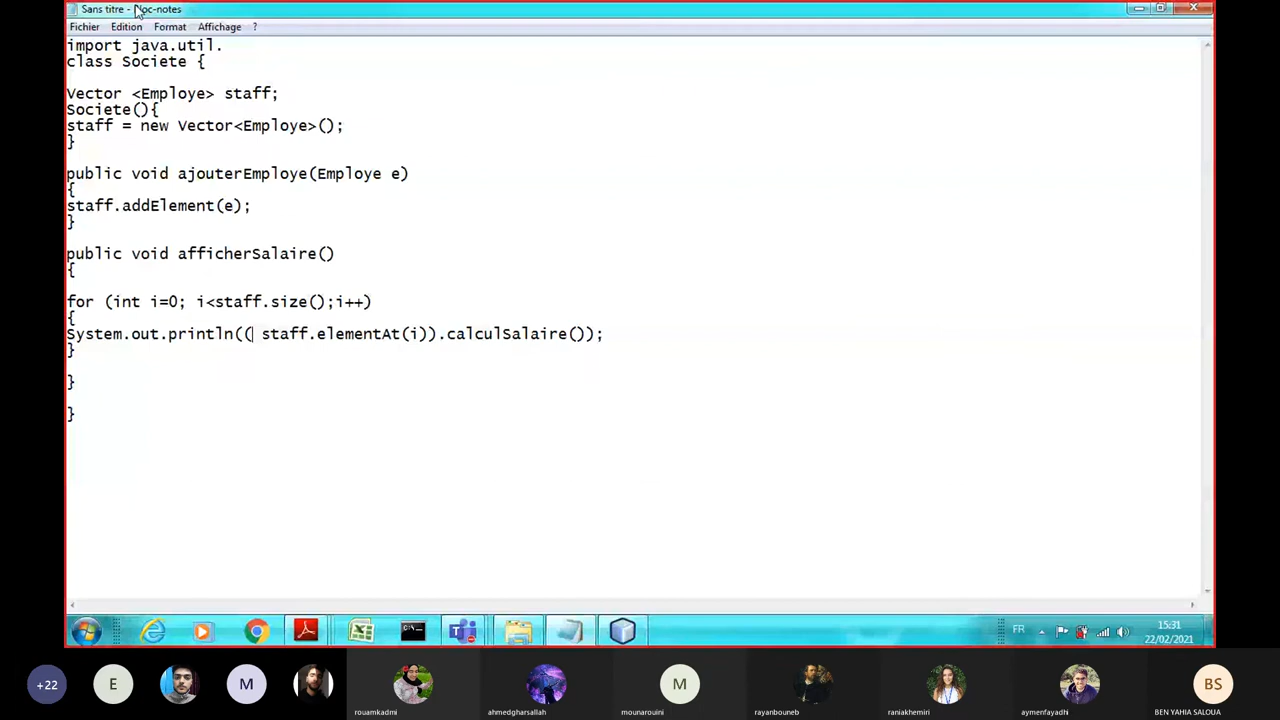 Sans titre - Bloc-notes
Fichier Edition Format Affichage ?
import java.util.
class Societe {
Vector <Employe> staff;
Societe(){
staff = new Vector<Employe>();
}
public void ajouterEmploye(Employe e)
{
staff.addElement(e);
}
public void afficherSalaire()
{
for (int i=0; i<staff.size();i++)
{
System.out.println(( staff.elementAt(i)).calculSalaire());
}
}
}
FR
15:31
22/02/2021
+22
E
M
M
BS
rouamkadmi
ahmedgharsallah
mounarouini
rayanbouneb
raniakhemiri
aymenfayadhi
BEN YAHIA SALOUA